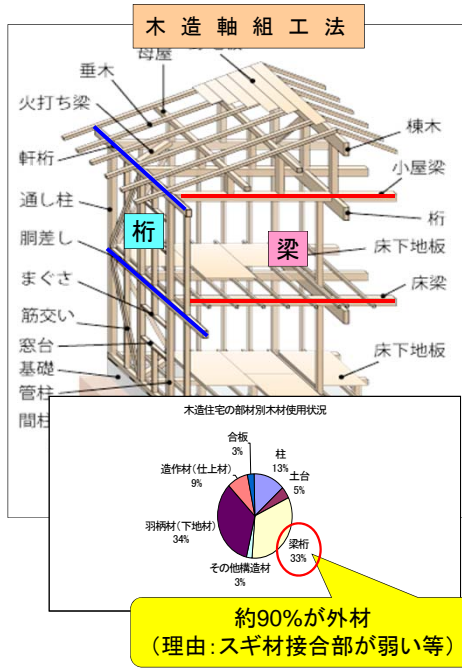 木造軸組工法
母屋
垂木
火打ち梁
軒桁
通し柱
胴差し
まぐさ
筋交い
窓台
基礎
管柱
間柱
棟木
小屋梁
桁
床下地板
床梁
床下地板
桁
梁
木造住宅の部材別木材使用状況
合板
3%
柱
13%
土台
5%
造作材(仕上材)
9%
羽柄材(下地材)
34%
梁桁
33%
その他構造材
3%
約90%が外材
(理由:スギ材接合部が弱い等)